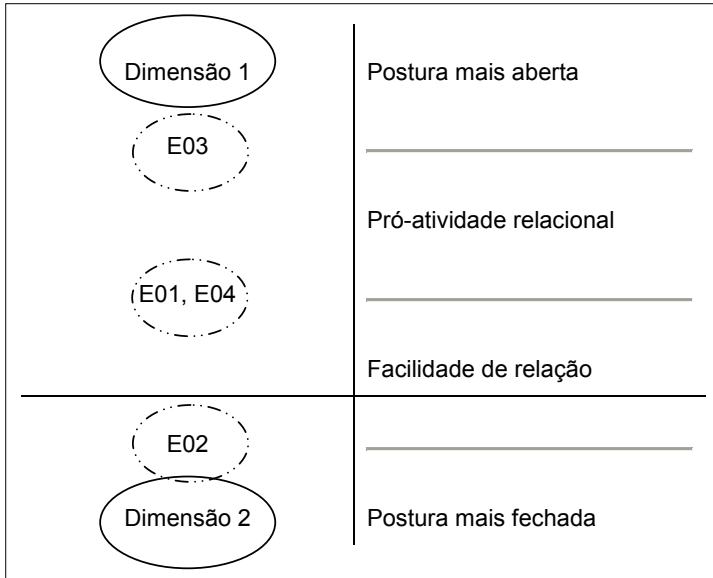 Dimensão 1
Postura mais aberta
E03
Pró-atividade relacional
E01, E04
Facilidade de relação
E02
Dimensão 2
Postura mais fechada